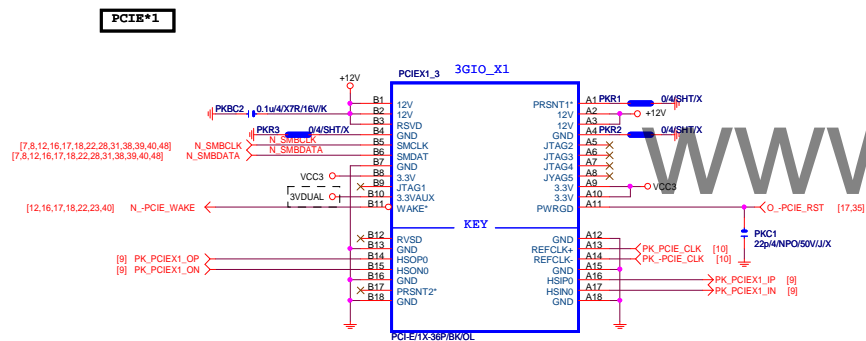 PCIE*1
PCIEX1_3 3GIO_X1
+12V
PKBC2 0.1u/4/X7R/16V/K
PKR3 0/4/SHT/X
[7,8,12,16,17,18,22,28,31,38,39,40,48] N_SMBCLK N_SMBCLK
[7,8,12,16,17,18,22,28,31,38,39,40,48] N_SMBDATA N_SMBDATA
VCC3
3VDUAL
[12,16,17,18,22,23,40] N_-PCIE_WAKE
[9] PK_PCIEX1_OP
[9] PK_PCIEX1_ON
B1 12V
B2 12V
B3 RSVD
B4 GND
B5 SMCLK
B6 SMDAT
B7 GND
B8 3.3V
B9 JTAG1
B10 3.3VAUX
B11 WAKE*
KEY
B12 RVSD
B13 GND
B14 HSOP0
B15 HSON0
B16 GND
B17 PRSNT2*
B18 GND
PRSNT1* A1 PKR1 0/4/SHT/X
12V A2 +12V
12V A3
GND A4 PKR2 0/4/SHT/X
JTAG2 A5
JTAG3 A6
JTAG4 A7
JYAG5 A8
3.3V A9 VCC3
3.3V A10
PWRGD A11 O_-PCIE_RST [17,35]
PKC1
22p/4/NPO/50V/J/X
GND A12
REFCLK+ A13 PK_PCIE_CLK [10]
REFCLK- A14 PK_-PCIE_CLK [10]
GND A15
HSIP0 A16 PK_PCIEX1_IP [9]
HSIN0 A17 PK_PCIEX1_IN [9]
GND A18
PCI-E/1X-36P/BK/OL
www